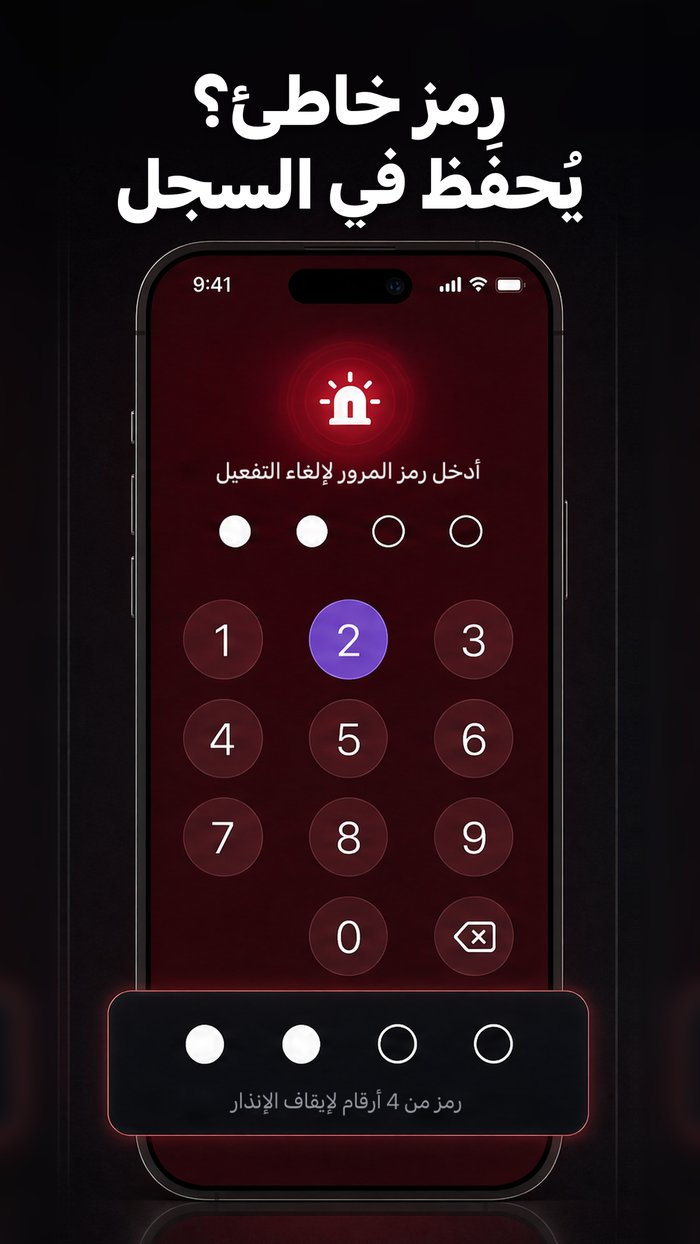 رمز خاطئ؟
يُحفَظ في السجل
9:41
أدخل رمز المرور لإلغاء التفعيل
1 2 3
4 5 6
7 8 9
0
رمز من 4 أرقام لإيقاف الإنذار